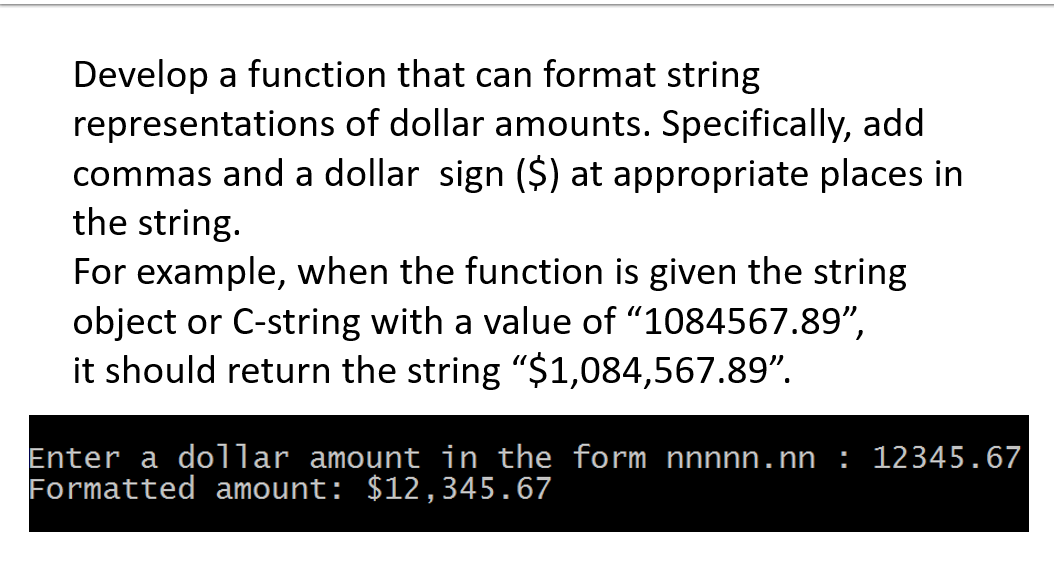 Develop a function that can format string
representations of dollar amounts. Specifically, add
commas and a dollar  sign ($) at appropriate places in
the string.
For example, when the function is given the string
object or C-string with a value of “1084567.89”,
it should return the string “$1,084,567.89”.
Enter a dollar amount in the form nnnnn.nn : 12345.67
Formatted amount: $12,345.67